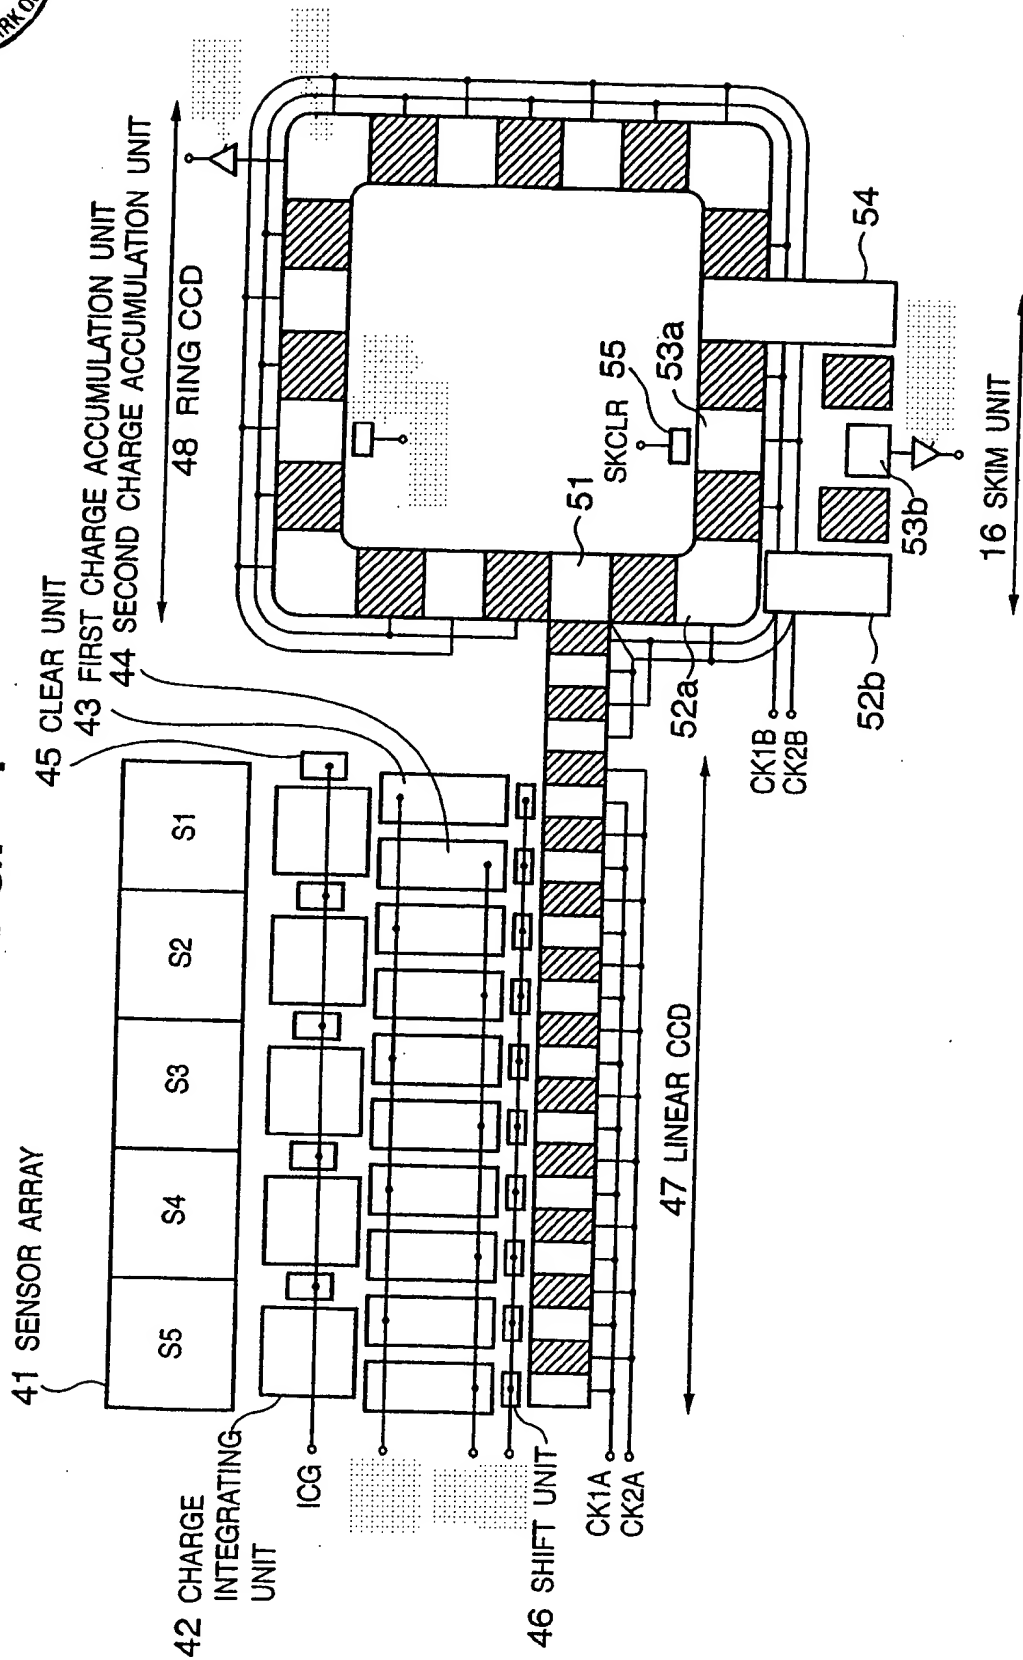 41 SENSOR ARRAY
S5
S4
S3
S2
S1
45 CLEAR UNIT
43 FIRST CHARGE ACCUMULATION UNIT
44 SECOND CHARGE ACCUMULATION UNIT
48 RING CCD
42 CHARGE
INTEGRATING
UNIT
ICG
46 SHIFT UNIT
CK1A
CK2A
47 LINEAR CCD
51
SKCLR
55
53a
52a
CK1B
CK2B
52b
53b
54
16 SKIM UNIT